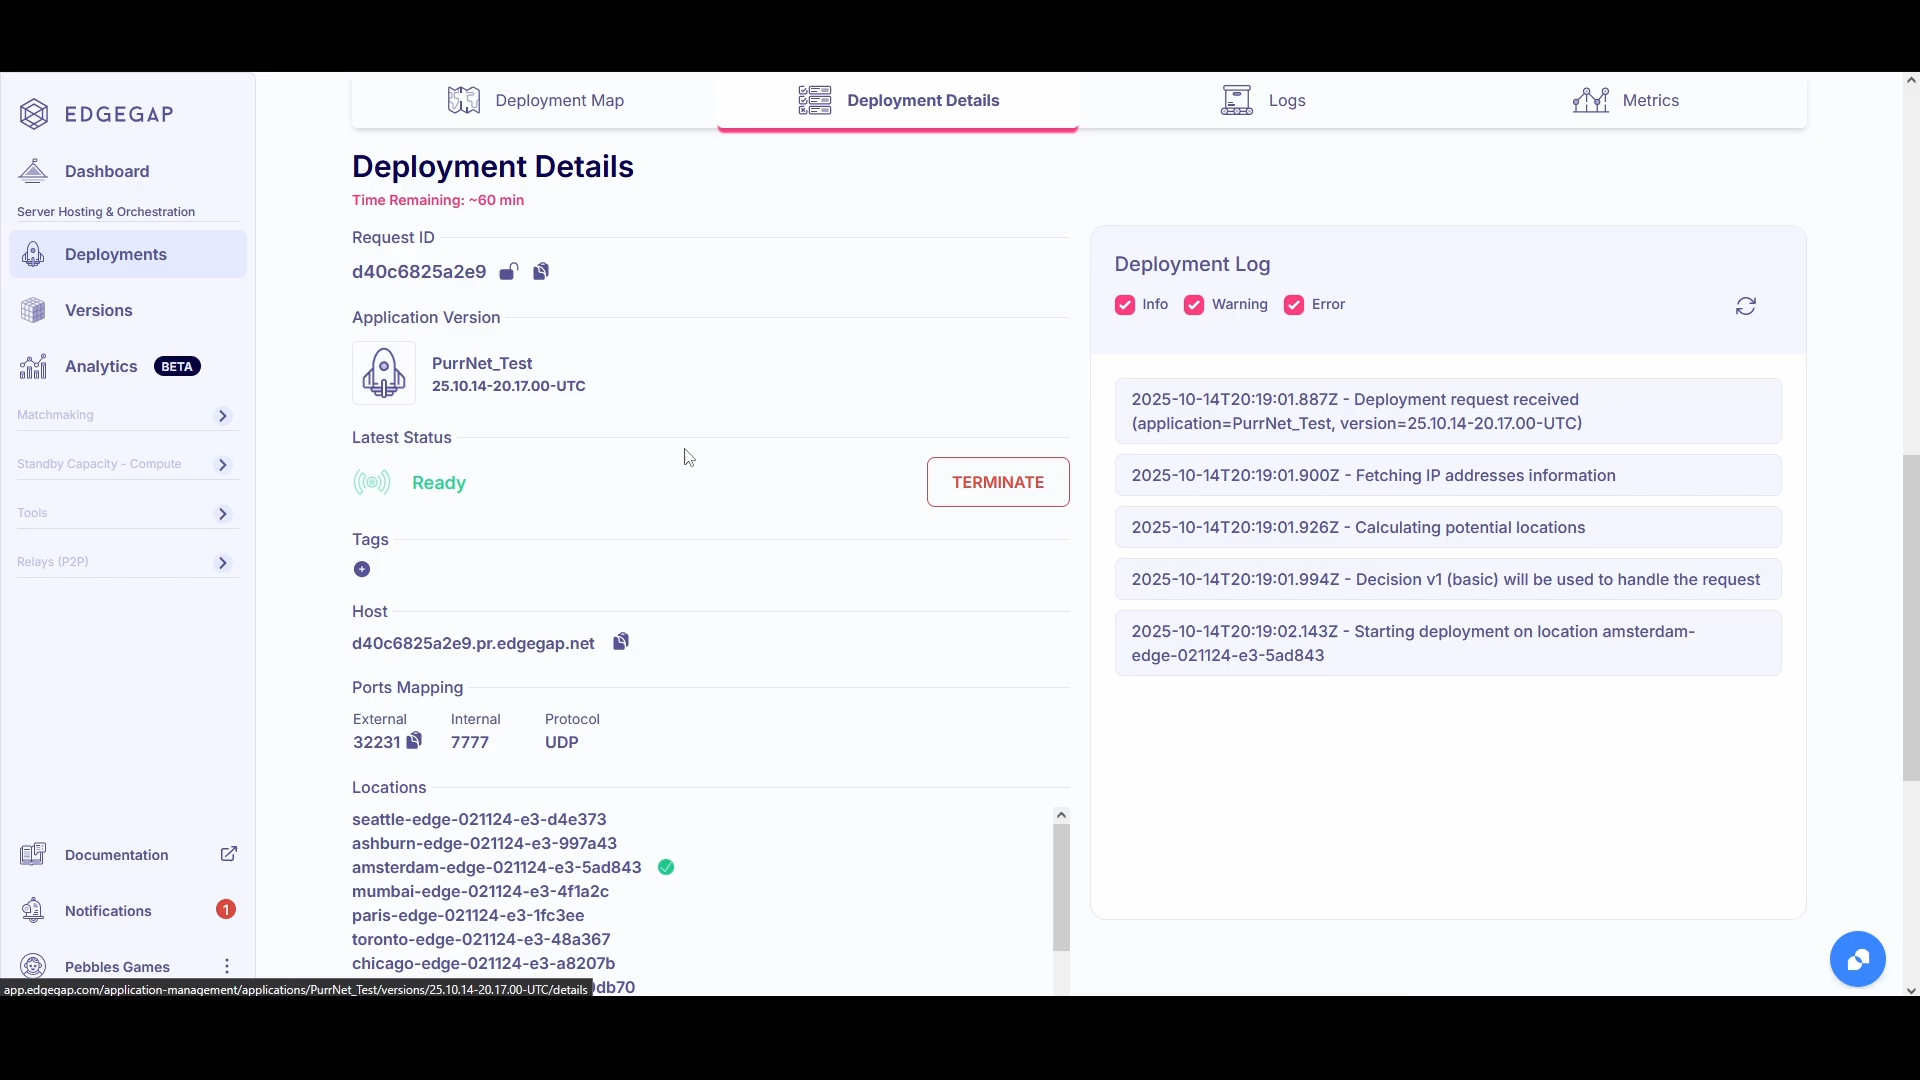 EDGEGAP
Dashboard
Server Hosting & Orchestration
Deployments
Versions
Analytics BETA
Matchmaking
Standby Capacity - Compute
Tools
Relays (P2P)
Documentation
Notifications 1
Pebbles Games
app.edgegap.com/application-management/applications/PurrNet_Test/versions/25.10.14-20.17.00-UTC/details
Deployment Map
Deployment Details
Logs
Metrics
Deployment Details
Time Remaining: ~60 min
Request ID
d40c6825a2e9
Application Version
PurrNet_Test
25.10.14-20.17.00-UTC
Latest Status
Ready
TERMINATE
Tags
Host
d40c6825a2e9.pr.edgegap.net
Ports Mapping
External Internal Protocol
32231 7777 UDP
Locations
seattle-edge-021124-e3-d4e373
ashburn-edge-021124-e3-997a43
amsterdam-edge-021124-e3-5ad843
mumbai-edge-021124-e3-4f1a2c
paris-edge-021124-e3-1fc3ee
toronto-edge-021124-e3-48a367
chicago-edge-021124-e3-a8207b
db70
Deployment Log
Info Warning Error
2025-10-14T20:19:01.887Z - Deployment request received
(application=PurrNet_Test, version=25.10.14-20.17.00-UTC)
2025-10-14T20:19:01.900Z - Fetching IP addresses information
2025-10-14T20:19:01.926Z - Calculating potential locations
2025-10-14T20:19:01.994Z - Decision v1 (basic) will be used to handle the request
2025-10-14T20:19:02.143Z - Starting deployment on location amsterdam-
edge-021124-e3-5ad843